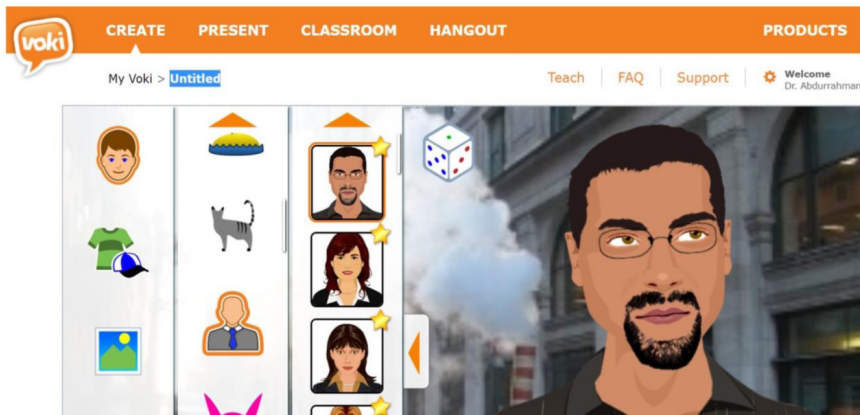 voki
CREATE PRESENT CLASSROOM HANGOUT PRODUCTS
My Voki > Untitled
Teach FAQ Support Welcome
Dr. Abdurrahman